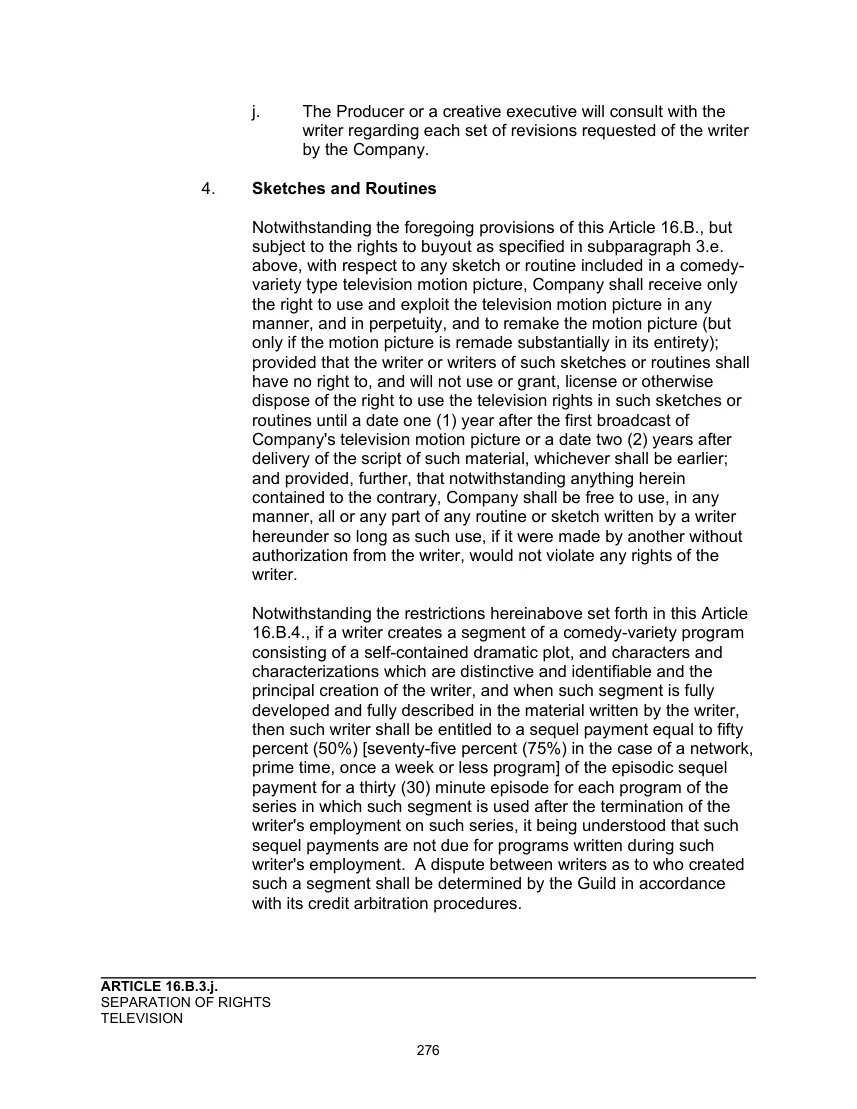 j. The Producer or a creative executive will consult with the
writer regarding each set of revisions requested of the writer
by the Company.
4. Sketches and Routines
Notwithstanding the foregoing provisions of this Article 16.B., but
subject to the rights to buyout as specified in subparagraph 3.e.
above, with respect to any sketch or routine included in a comedy-
variety type television motion picture, Company shall receive only
the right to use and exploit the television motion picture in any
manner, and in perpetuity, and to remake the motion picture (but
only if the motion picture is remade substantially in its entirety);
provided that the writer or writers of such sketches or routines shall
have no right to, and will not use or grant, license or otherwise
dispose of the right to use the television rights in such sketches or
routines until a date one (1) year after the first broadcast of
Company's television motion picture or a date two (2) years after
delivery of the script of such material, whichever shall be earlier;
and provided, further, that notwithstanding anything herein
contained to the contrary, Company shall be free to use, in any
manner, all or any part of any routine or sketch written by a writer
hereunder so long as such use, if it were made by another without
authorization from the writer, would not violate any rights of the
writer.
Notwithstanding the restrictions hereinabove set forth in this Article
16.B.4., if a writer creates a segment of a comedy-variety program
consisting of a self-contained dramatic plot, and characters and
characterizations which are distinctive and identifiable and the
principal creation of the writer, and when such segment is fully
developed and fully described in the material written by the writer,
then such writer shall be entitled to a sequel payment equal to fifty
percent (50%) [seventy-five percent (75%) in the case of a network,
prime time, once a week or less program] of the episodic sequel
payment for a thirty (30) minute episode for each program of the
series in which such segment is used after the termination of the
writer's employment on such series, it being understood that such
sequel payments are not due for programs written during such
writer's employment.  A dispute between writers as to who created
such a segment shall be determined by the Guild in accordance
with its credit arbitration procedures.
ARTICLE 16.B.3.j.
SEPARATION OF RIGHTS
TELEVISION
276